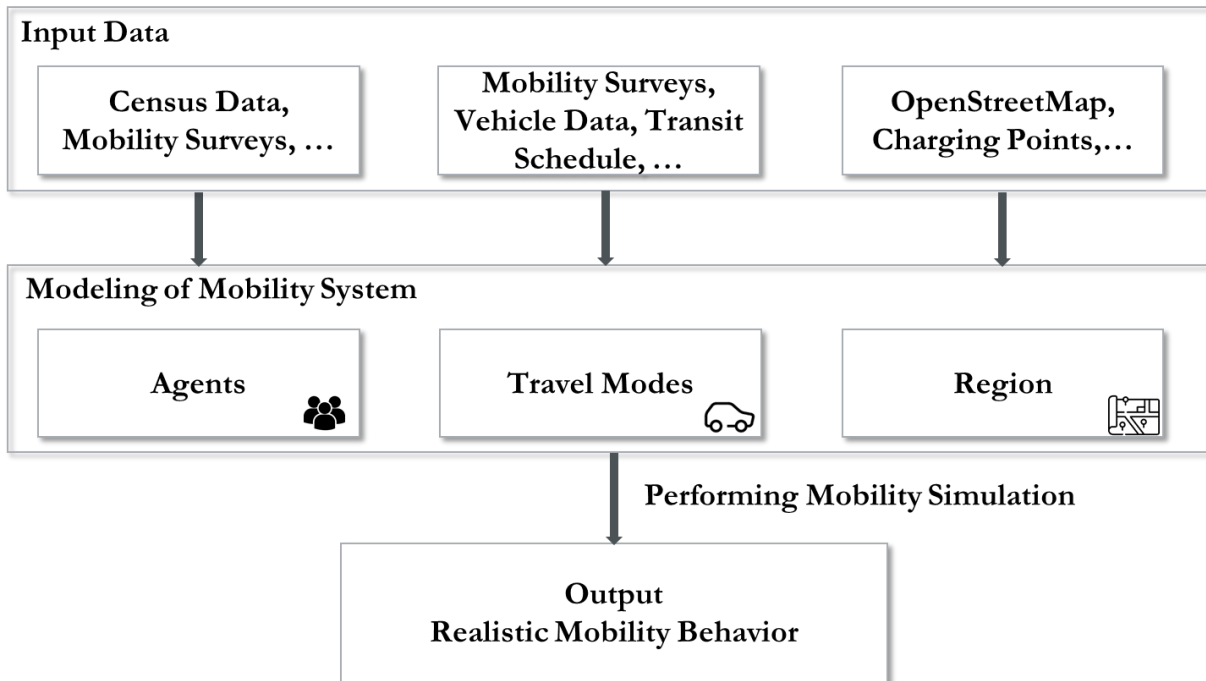 Input Data
Census Data,
Mobility Surveys, …
Mobility Surveys,
Vehicle Data, Transit
Schedule, …
OpenStreetMap,
Charging Points,…
Modeling of Mobility System
Agents
Travel Modes
Region
Performing Mobility Simulation
Output
Realistic Mobility Behavior